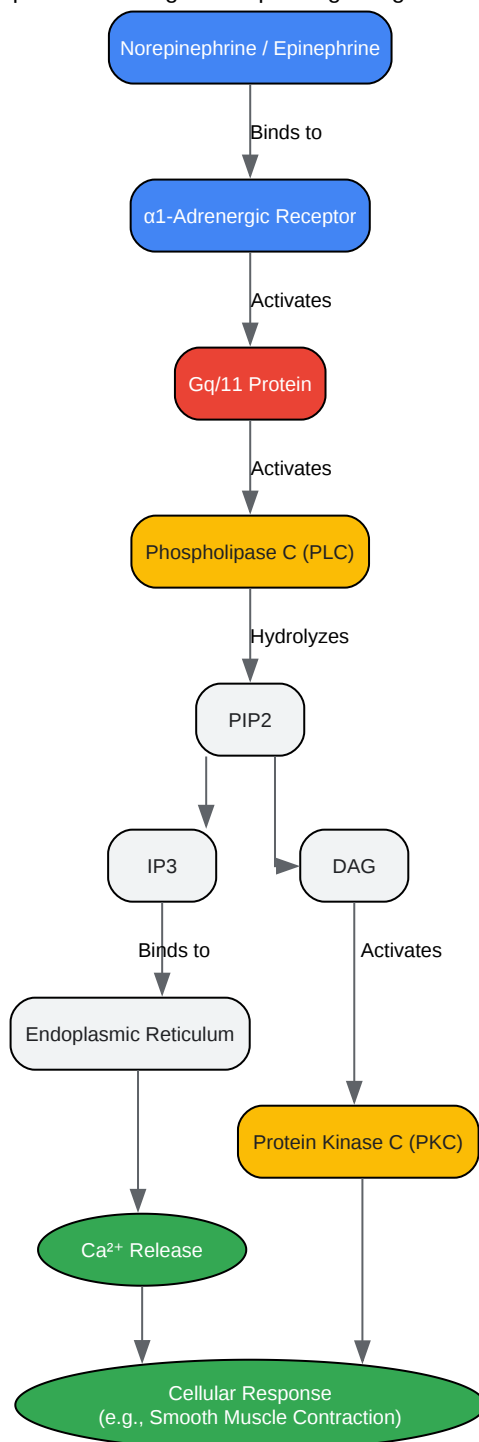 Norepinephrine / Epinephrine
Binds to
α1-Adrenergic Receptor
Activates
Gq/11 Protein
Activates
Phospholipase C (PLC)
Hydrolyzes
PIP2
IP3
DAG
Binds to
Activates
Endoplasmic Reticulum
Protein Kinase C (PKC)
Ca²⁺ Release
Cellular Response
(e.g., Smooth Muscle Contraction)